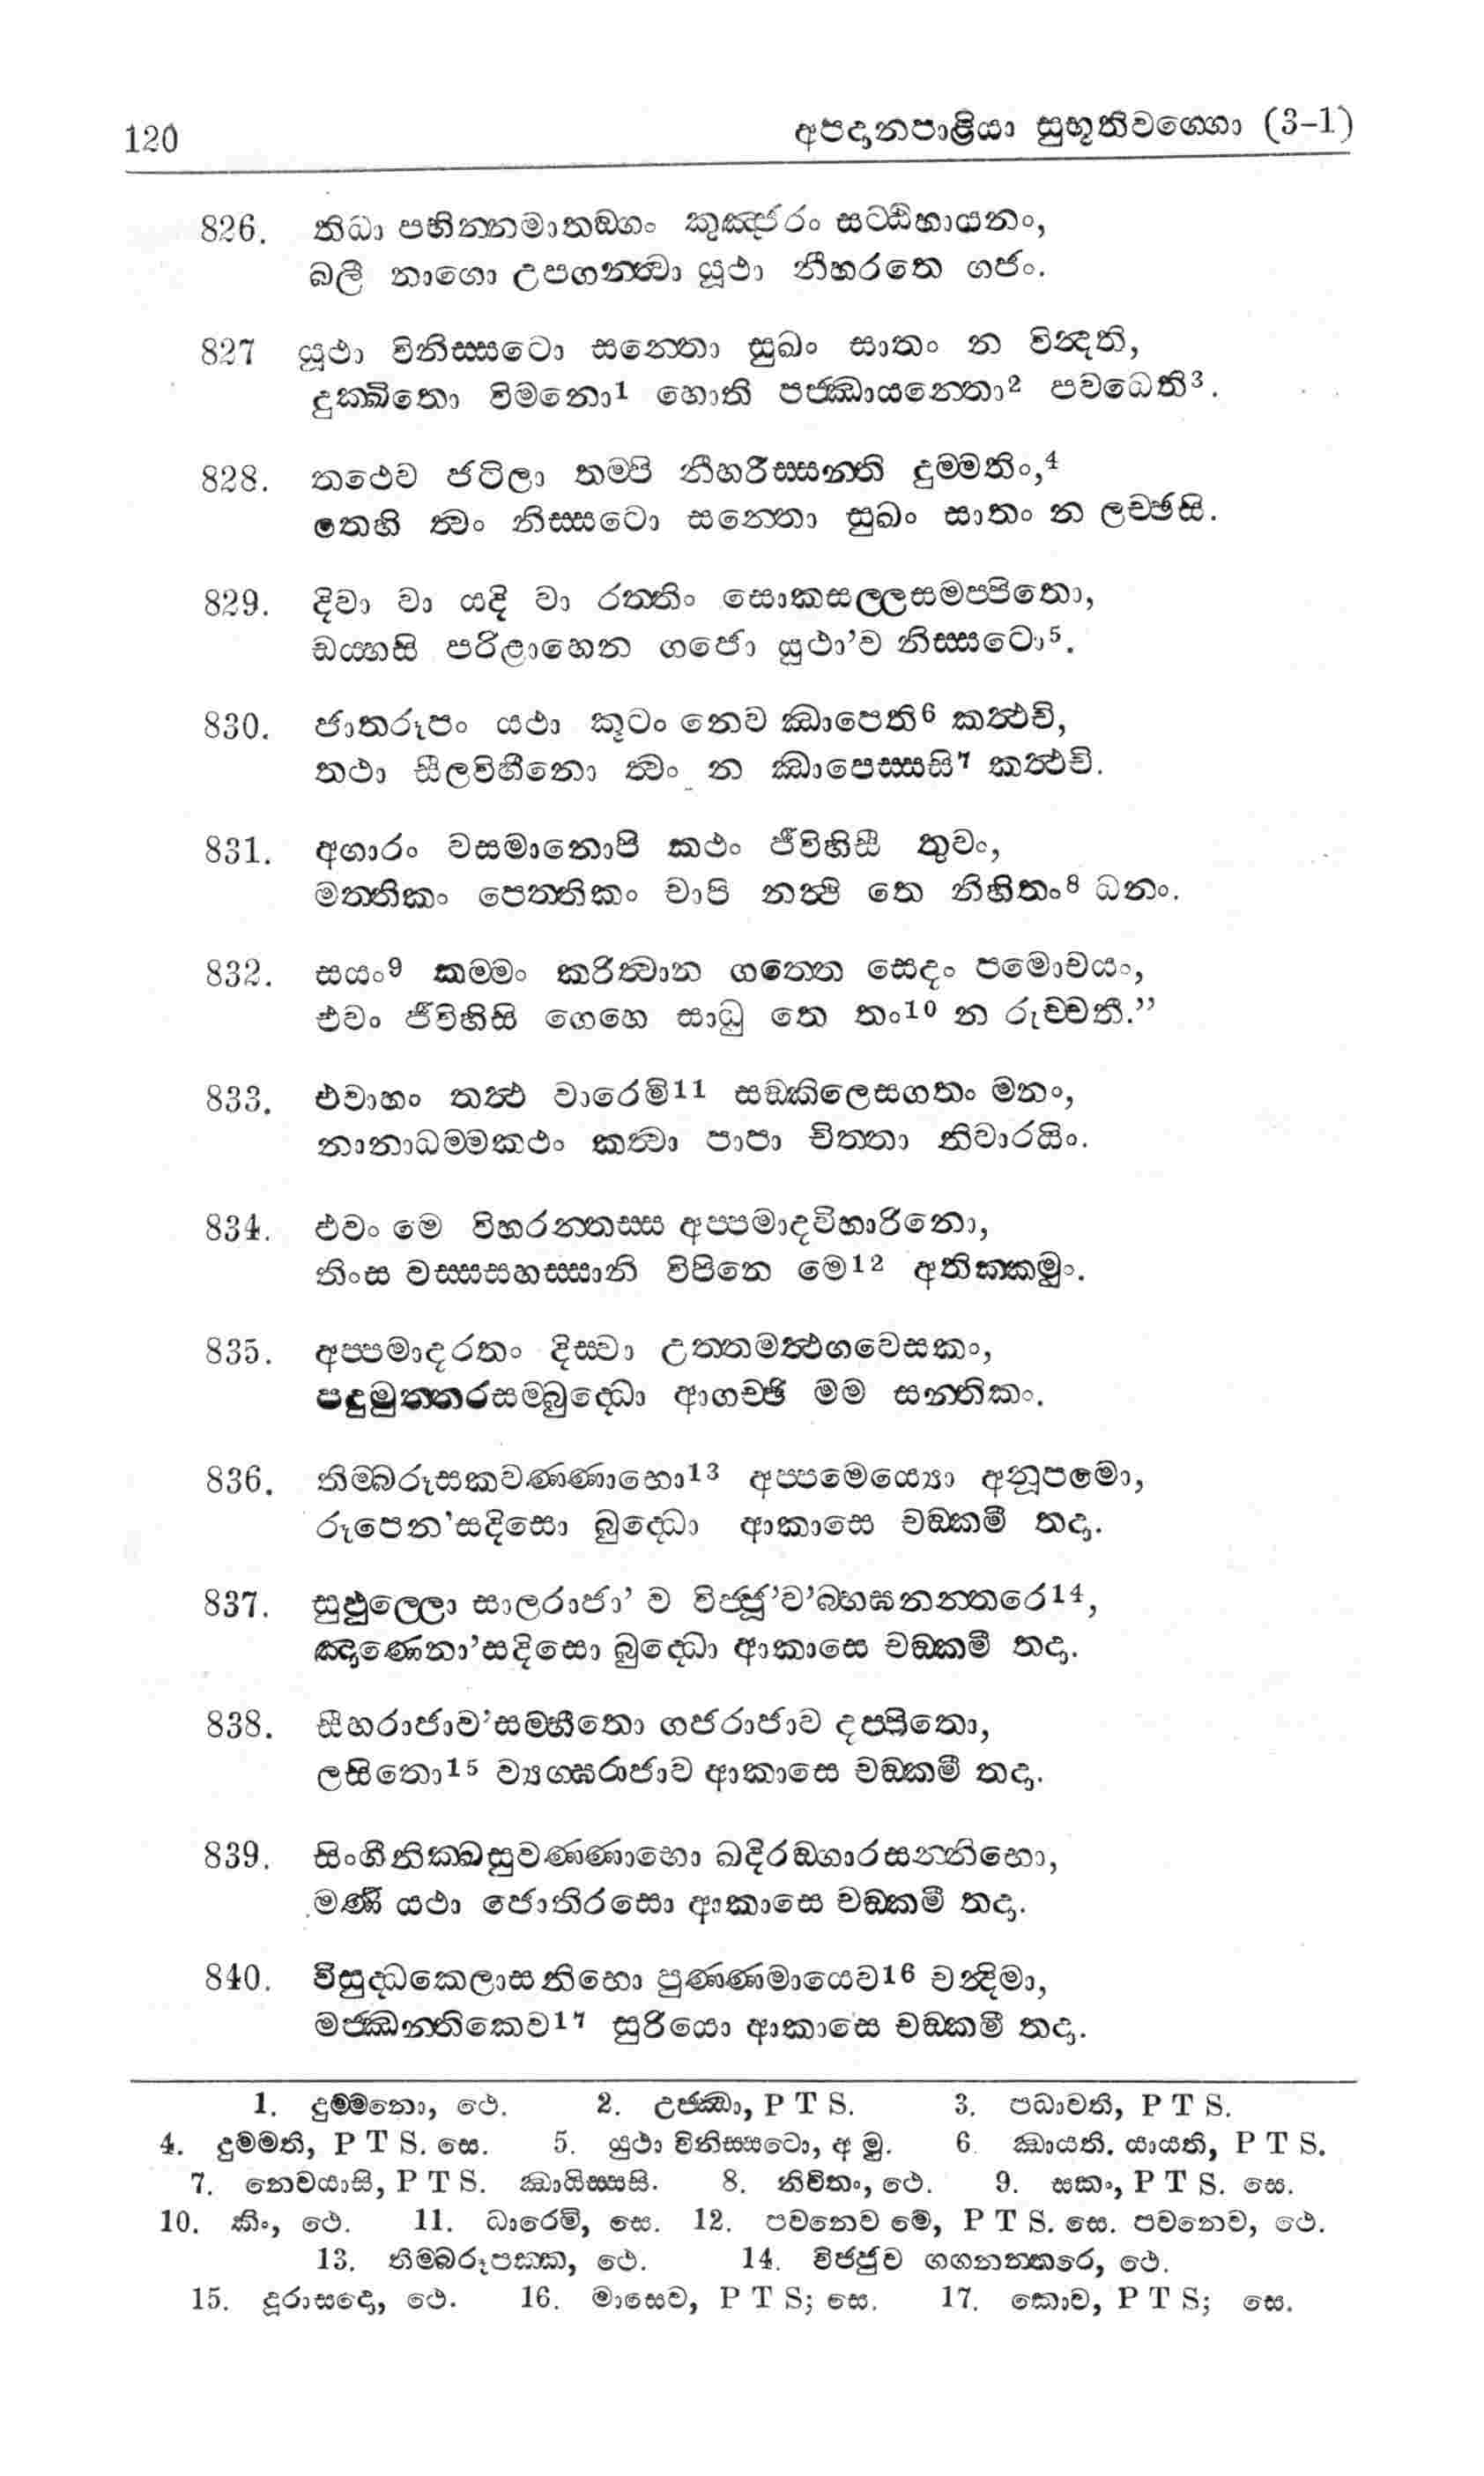 120 අපදානපාළියා සුභූතිවග්ගො (3-1)
826. තිධා පභින්නමාතඞ්ගං කුඤ්ජරං සට්ඨිහායනං,
බලී නාගො උපගන්ත්වා යූථා නීහරතෙ ගජං.
827 යූථා විනිස්සටො සන්තො සුඛං සාතං න වින්දති,
දුක්ඛිතො විමනො1 හොති පජ්ඣායන්තො2 පවෙධෙති3.
828. තථෙව ජටිලා තම්පි නීහරිස්සන්ති දුම්මතිං,4
තෙහි ත්වං නිස්සටො සන්තො සුඛං සාතං න ලච්ඡසි.
829. දිවා වා යදි වා රත්තිං සොකසල්ලසමප්පිතො,
ඩය්හසි පරිළාහෙන ගජො යුථා'ව නිස්සටො5.
830. ජාතරූපං යථා කූටං නෙව ඣාපෙති6 කත්ථචි,
තථා සීලවිහීනො ත්වං න ඣාපෙස්සසි7 කත්ථචි.
831. අගාරං වසමානොපි කථං ජීවිහිසී තුවං,
මත්තිකං පෙත්තිකං චාපි නත්ථි තෙ නිහිතං8 ධනං.
832. සයං9 කම්මං කරිත්වාන ගත්තෙ සෙදං පමොචයං,
එවං ජීවිහිසි ගෙහෙ සාධු තෙ තං10 න රුච්චතී.”
833. එවාහං තත්ථ වාරෙමි11 සඞ්කිලෙසගතං මනං,
නානාධම්මකථං කත්වා පාපා චිත්තා නිවාරයිං.
834. එවං මෙ විහරන්තස්ස අප්පමාදවිහාරිනො,
තිංස වස්සසහස්සානි විපිනෙ මෙ12 අතික්කමුං.
835. අප්පමාදරතං දිස්වා උත්තමත්ථගවෙසකං,
පදුමුත්තරසම්බුද්ධො ආගච්ඡි මම සන්තිකං.
836. තිම්බරූසකවණ්ණාභො13 අප්පමෙය්‍යො අනූපමො,
රූපෙන'සදිසො බුද්ධො ආකාසෙ චඞ්කමී තදා.
837. සුඵුල්ලො සාලරාජා' ව විජ්ජූ'ව'බ්භඝනන්තරෙ14,
ඤාණෙනා'සදිසො බුද්ධො ආකාසෙ චඞ්කමී තදා.
838. සීහරාජාව'සම්භීතො ගජරාජාව දප්පිතො,
ලසිතො15 ව්‍යග්ඝරාජාව ආකාසෙ චඞ්කමී තදා.
839. සිංගීනික්ඛසුවණ්ණාභො ඛදිරඞ්ගාරසන්නිභො,
මණි යථා ජොතිරසො ආකාසෙ චඞ්කමී තදා.
840. විසුද්ධකෙලාසනිභො පුණ්ණමායෙව16 චන්දිමා,
මජ්ඣන්තිකෙව17 සුරියො ආකාසෙ චඞ්කමී තදා.
1. දුම්මනො, ථෙ. 2. උජ්ඣා, P T S. 3. පබාවති, P T S.
4. දුම්මති, P T S. සෙ. 5. යුථා විනිස්සටො, අ මු. 6. ඣායති. යායති, P T S.
7. නෙවයාසි, P T S. ඣායිස්සසි. 8. නිචිතං, ථෙ. 9. සකං, P T S. සෙ.
10. කිං, ථෙ. 11. ධාරෙමි, සෙ. 12. පවනෙව මේ, P T S. සෙ. පවනෙව, ථෙ.
13. තිම්බරූපක්ක, ථෙ. 14. විජ්ජුව ගගනන්තරෙ, ථෙ.
15. දූරාසදො, ථෙ. 16. මාසෙව, P T S; සෙ. 17. කොව, P T S; සෙ.